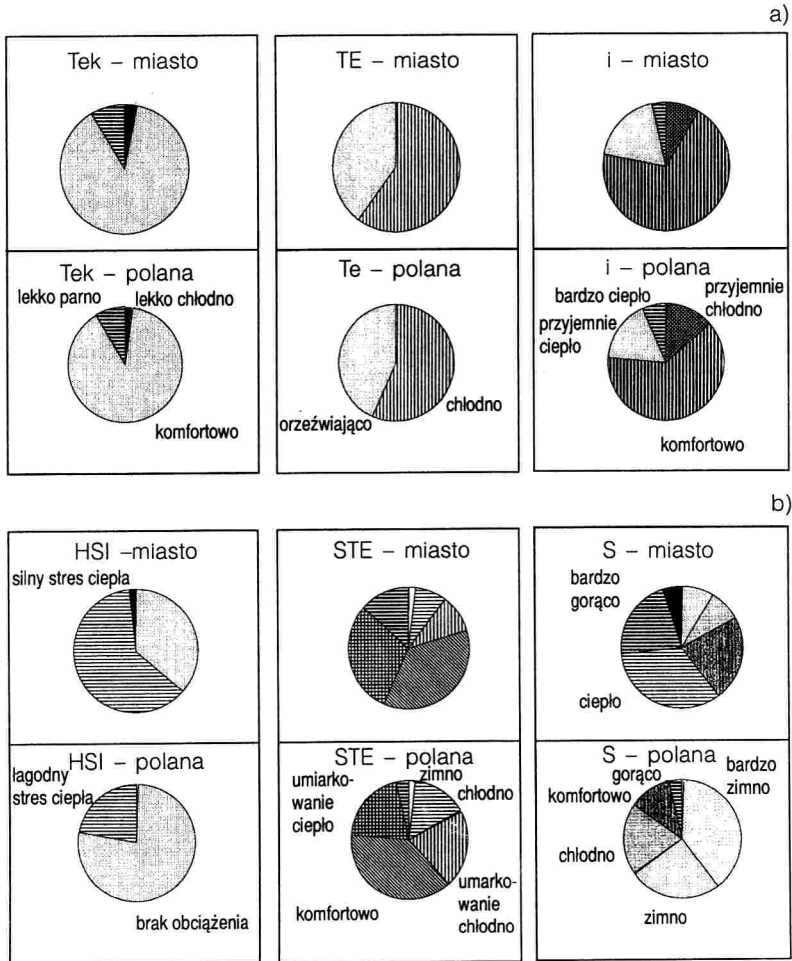 a)
Tek – miasto
TE – miasto
i – miasto
Tek – polana
lekko parno
lekko chłodno
komfortowo
Te – polana
orzeźwiająco
chłodno
i – polana
bardzo ciepło
przyjemnie
chłodno
przyjemnie
ciepło
komfortowo
b)
HSI –miasto
silny stres ciepła
STE – miasto
S – miasto
bardzo
gorąco
ciepło
HSI – polana
łagodny
stres ciepła
brak obciążenia
STE – polana
umiarko-
wanie
ciepło
zimno
chłodno
komfortowo
umarko-
wanie
chłodno
S – polana
gorąco
bardzo
zimno
komfortowo
chłodno
zimno